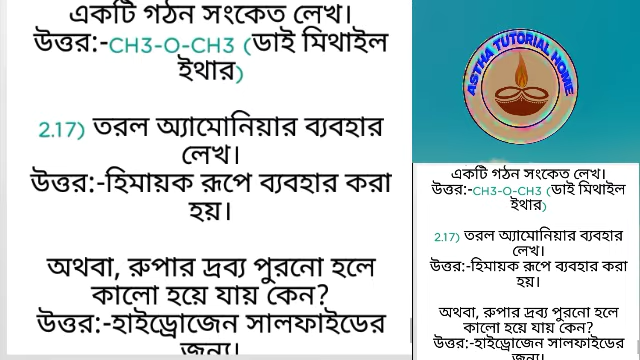 একটি গঠন সংকেত লেখ।
উত্তর:-CH3-O-CH3 (ডাই মিথাইল
ইথার)
2.17) তরল অ্যামোনিয়ার ব্যবহার
লেখ।
উত্তর:-হিমায়ক রূপে ব্যবহার করা
হয়।
অথবা, রুপার দ্রব্য পুরনো হলে
কালো হয়ে যায় কেন?
উত্তর:-হাইড্রোজেন সালফাইডের
জন্য।
ASTHA TUTORIAL HOME
একটি গঠন সংকেত লেখ।
উত্তর:-CH3-O-CH3 (ডাই মিথাইল
ইথার)
2.17) তরল অ্যামোনিয়ার ব্যবহার
লেখ।
উত্তর:-হিমায়ক রূপে ব্যবহার করা
হয়।
অথবা, রুপার দ্রব্য পুরনো হলে
কালো হয়ে যায় কেন?
উত্তর:-হাইড্রোজেন সালফাইডের
জন্য।